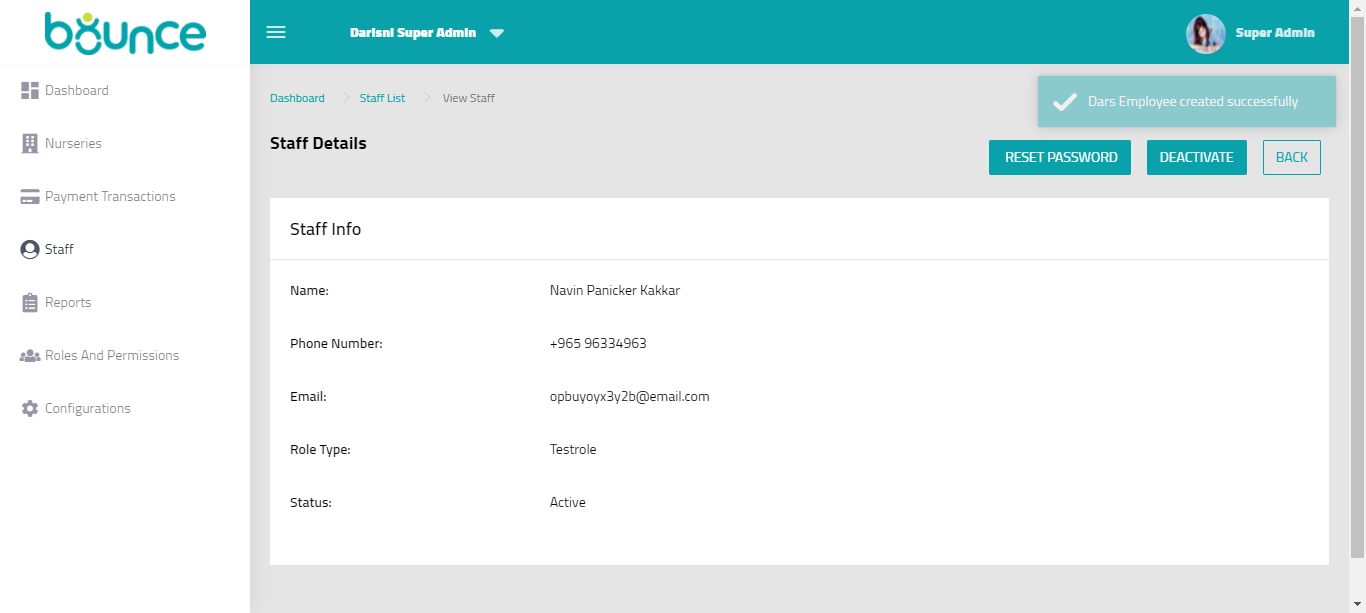 bounce
Darisni Super Admin
Super Admin
Dashboard
Nurseries
Payment Transactions
Staff
Reports
Roles And Permissions
Configurations
Dashboard Staff List View Staff
Dars Employee created successfully
Staff Details
RESET PASSWORD DEACTIVATE BACK
Staff Info
Name: Navin Panicker Kakkar
Phone Number: +965 96334963
Email: opbuyoyx3y2b@email.com
Role Type: Testrole
Status: Active